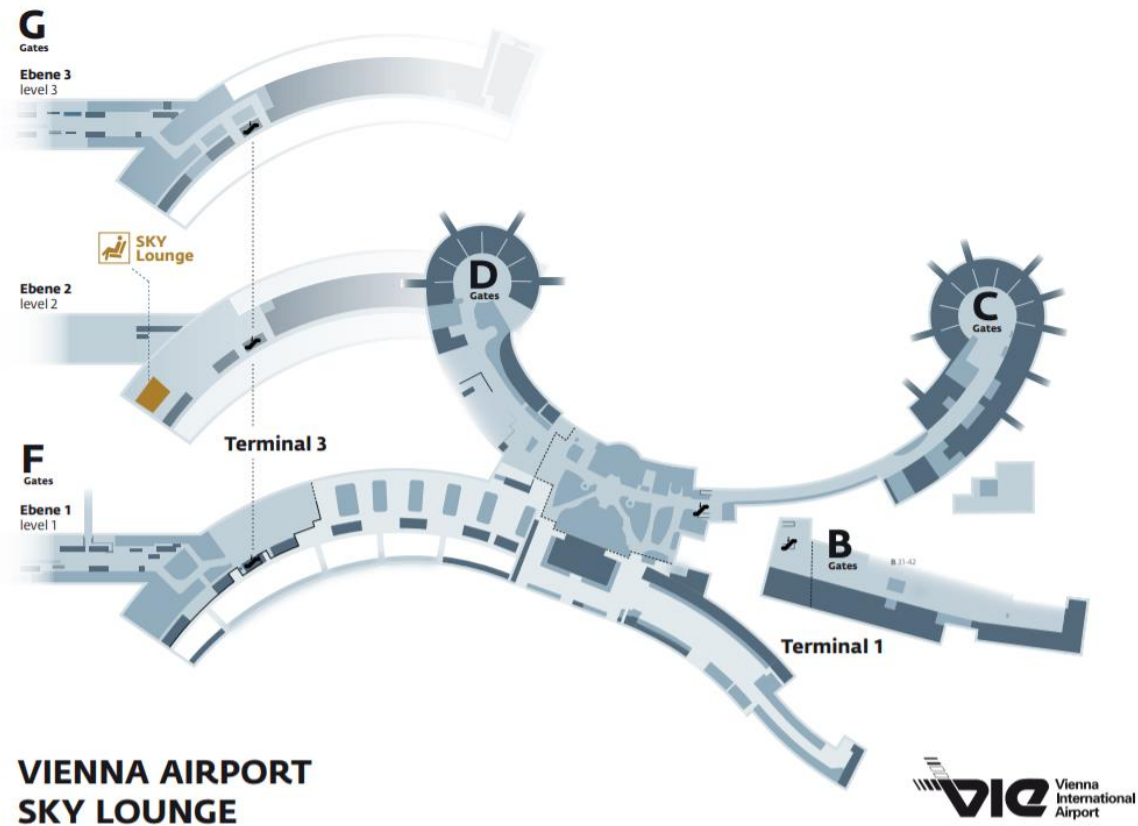 G
Gates
Ebene 3
level 3
SKY
Lounge
Ebene 2
level 2
D
Gates
C
Gates
Terminal 3
F
Gates
Ebene 1
level 1
B
Gates
B 31-42
Terminal 1
VIENNA AIRPORT
SKY LOUNGE
VIE
Vienna
International
Airport